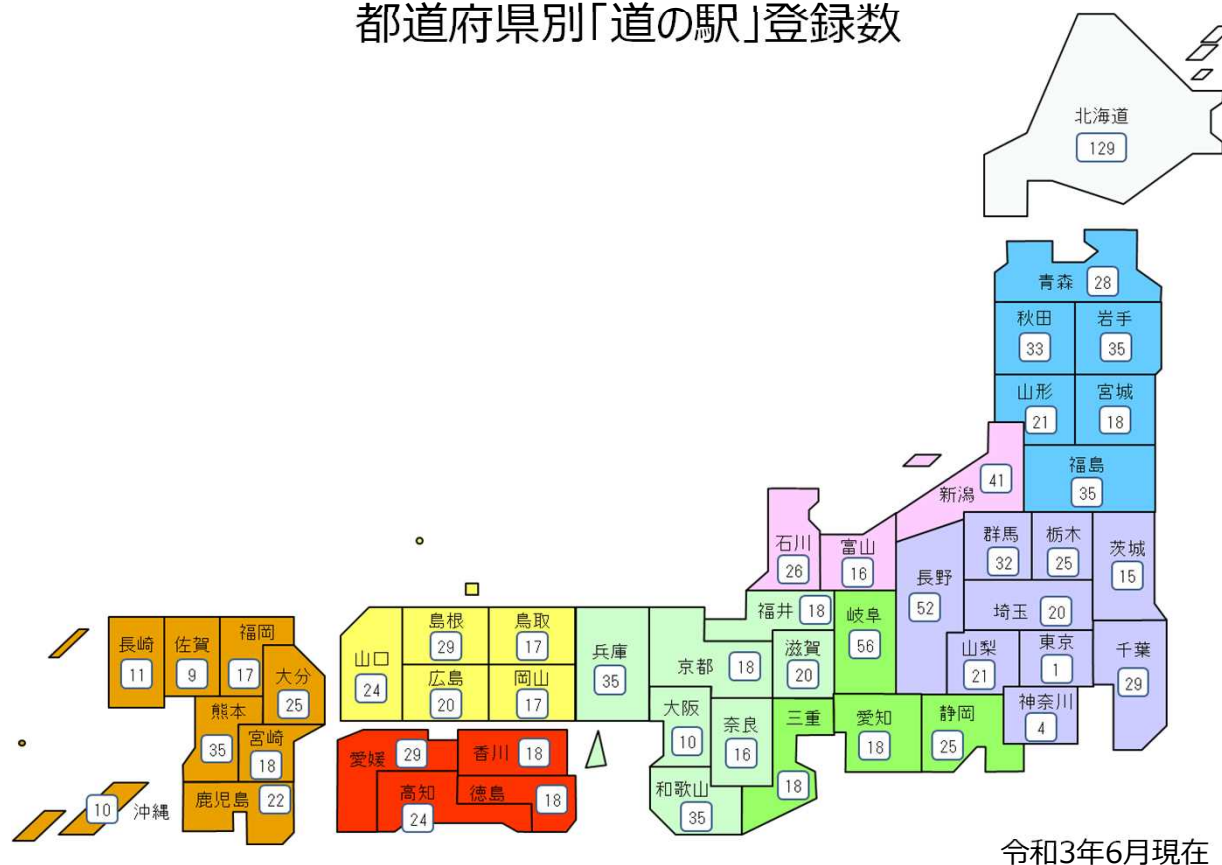 都道府県別「道の駅」登録数
北海道
129
青森 28
秋田
33
岩手
35
山形
21
宮城
18
福島
35
新潟 41
石川
26
富山
16
福井 18
群馬
32
栃木
25
茨城
15
長野
52
埼玉 20
山梨
21
東京
1
千葉
29
神奈川
4
岐阜
56
静岡
25
愛知
18
三重
18
滋賀
20
京都 18
兵庫
35
大阪
10
奈良
16
和歌山
35
鳥取
17
島根
29
岡山
17
広島
20
山口
24
香川 18
愛媛 29
徳島 18
高知
24
福岡
17
佐賀
9
長崎
11
大分
25
熊本
35
宮崎
18
鹿児島 22
10 沖縄
令和3年6月現在